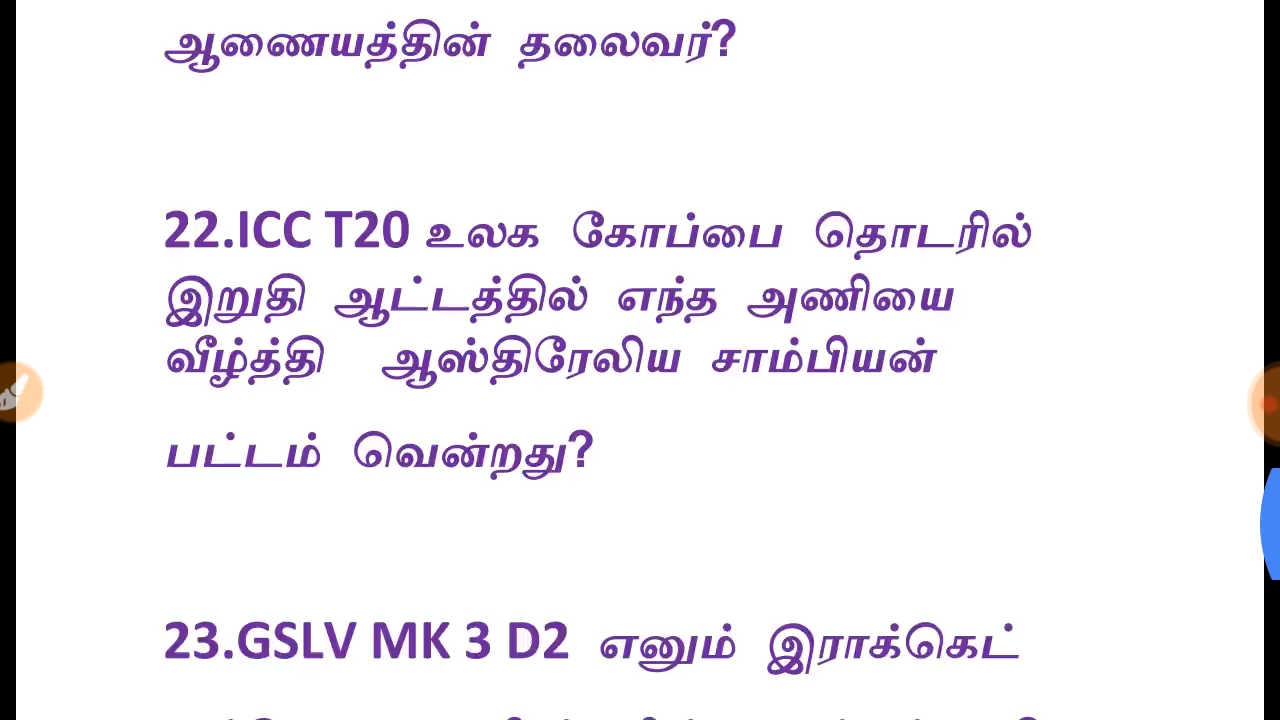 ஆணையத்தின் தலைவர்?
22.ICC T20 உலக கோப்பை தொடரில்
இறுதி ஆட்டத்தில் எந்த அணியை
வீழ்த்தி ஆஸ்திரேலிய சாம்பியன்
பட்டம் வென்றது?
23.GSLV MK 3 D2 எனும் இராக்கெட்